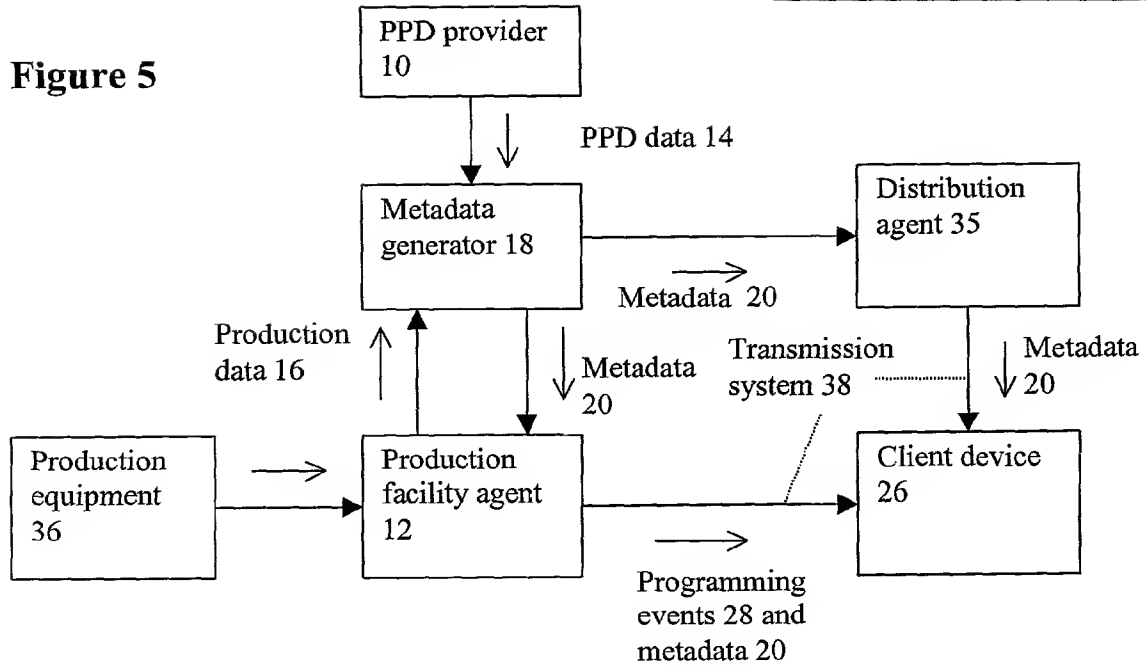 Figure 5
PPD provider
10
PPD data 14
Metadata
generator 18
Distribution
agent 35
Metadata 20
Production
data 16
Metadata
20
Transmission
system 38
Metadata
20
Production
equipment
36
Production
facility agent
12
Client device
26
Programming
events 28 and
metadata 20